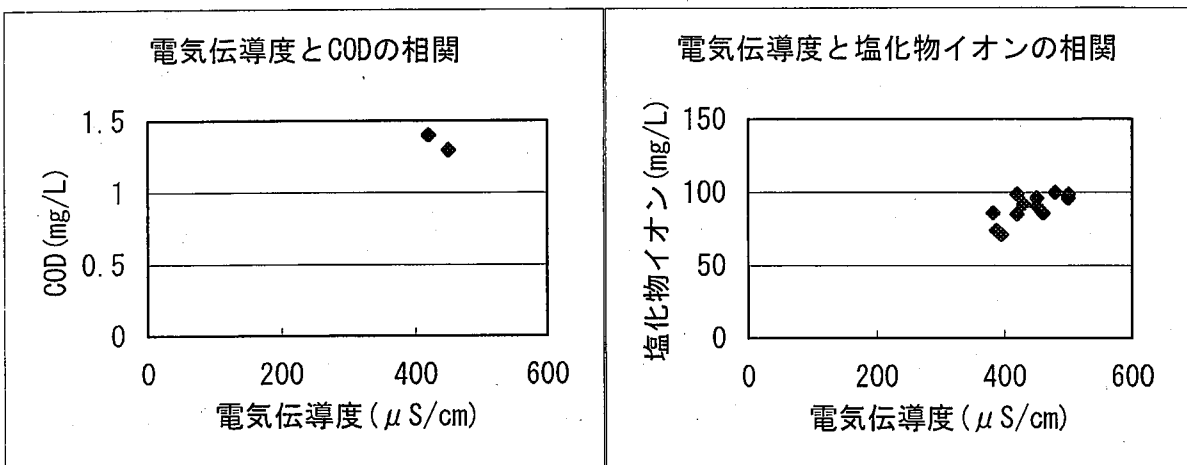 電気伝導度とCODの相関
COD(mg/L)
1.5
1
0.5
0
0 200 400 600
電気伝導度(μS/cm)
電気伝導度と塩化物イオンの相関
塩化物イオン(mg/L)
150
100
50
0
0 200 400 600
電気伝導度(μS/cm)